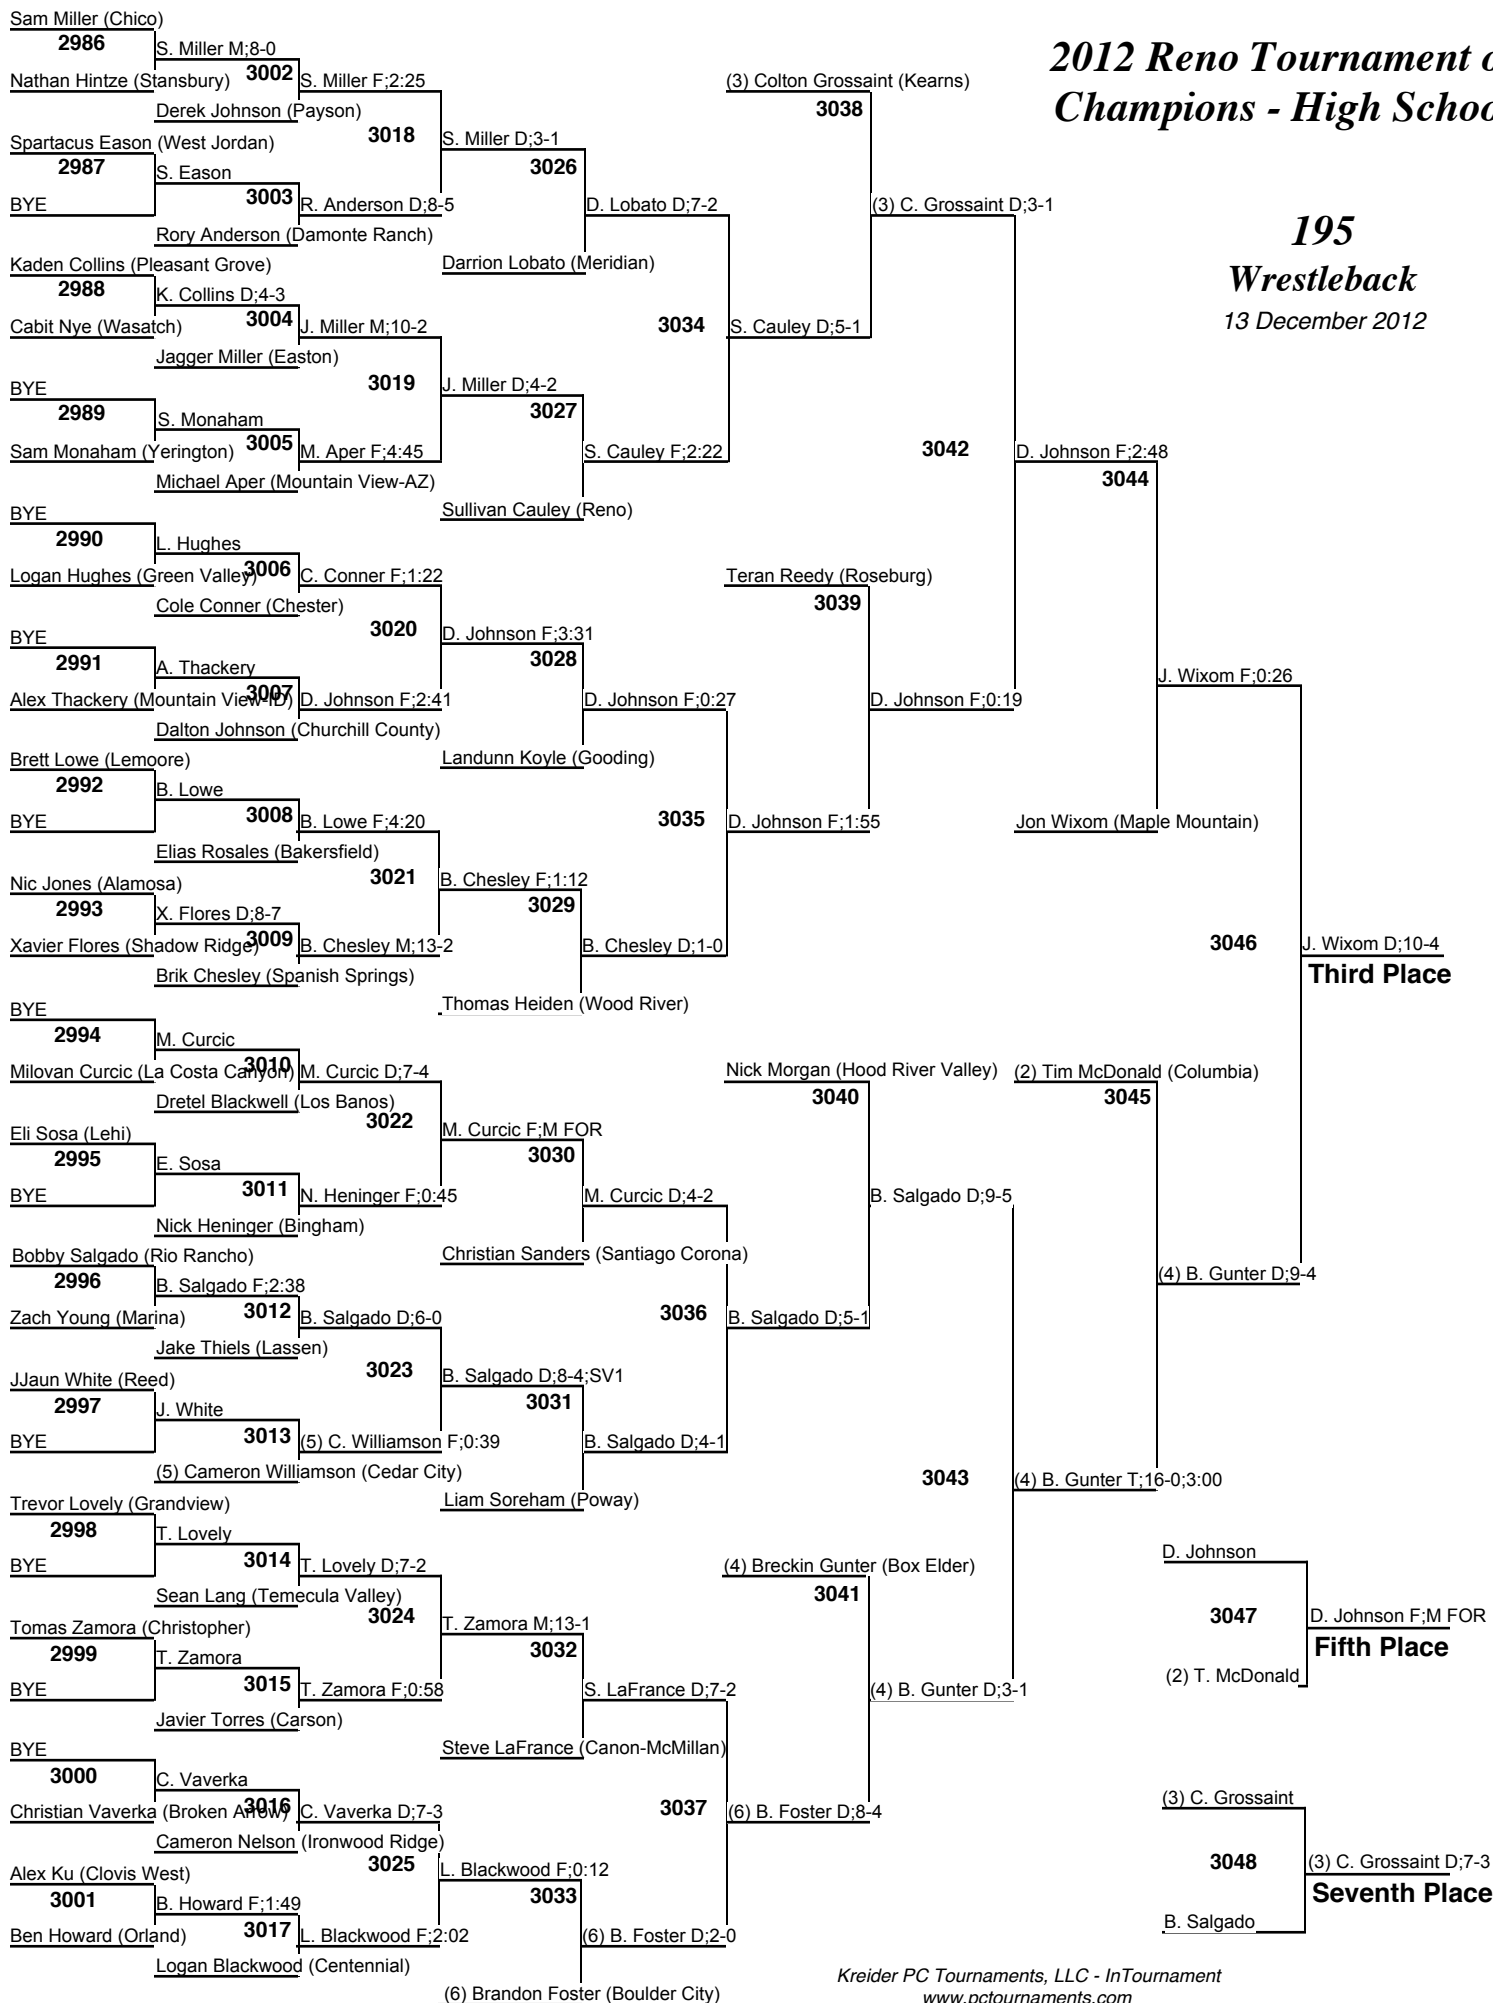 2012 Reno Tournament o
Champions - High Schoo
195
Wrestleback
13 December 2012
Sam Miller (Chico)
2986
S. Miller M;8-0
Nathan Hintze (Stansbury)
3002
S. Miller F;2:25
Derek Johnson (Payson)
3018
Spartacus Eason (West Jordan)
S. Miller D;3-1
2987
S. Eason
3026
BYE
3003
R. Anderson D;8-5
D. Lobato D;7-2
Rory Anderson (Damonte Ranch)
Kaden Collins (Pleasant Grove)
Darrion Lobato (Meridian)
2988
K. Collins D;4-3
Cabit Nye (Wasatch)
3004
J. Miller M;10-2
3034
S. Cauley D;5-1
Jagger Miller (Easton)
3019
BYE
J. Miller D;4-2
2989
S. Monaham
3027
Sam Monaham (Yerington)
3005
M. Aper F;4:45
S. Cauley F;2:22
Michael Aper (Mountain View-AZ)
Sullivan Cauley (Reno)
(3) Colton Grossaint (Kearns)
3038
(3) C. Grossaint D;3-1
3042
D. Johnson F;2:48
3044
BYE
2990
L. Hughes
Logan Hughes (Green Valley)
3006
C. Conner F;1:22
Cole Conner (Chester)
3020
BYE
D. Johnson F;3:31
2991
A. Thackery
3028
Alex Thackery (Mountain View-ID)
3007
D. Johnson F;2:41
D. Johnson F;0:27
Dalton Johnson (Churchill County)
Brett Lowe (Lemoore)
Landunn Koyle (Gooding)
2992
B. Lowe
BYE
3008
B. Lowe F;4:20
3035
D. Johnson F;1:55
Elias Rosales (Bakersfield)
3021
Nic Jones (Alamosa)
B. Chesley F;1:12
2993
X. Flores D;8-7
3029
Xavier Flores (Shadow Ridge)
3009
B. Chesley M;13-2
B. Chesley D;1-0
Brik Chesley (Spanish Springs)
Thomas Heiden (Wood River)
Teran Reedy (Roseburg)
3039
D. Johnson F;0:19
J. Wixom F;0:26
Jon Wixom (Maple Mountain)
3046
J. Wixom D;10-4
Third Place
BYE
2994
M. Curcic
Milovan Curcic (La Costa Canyon)
3010
M. Curcic D;7-4
Dretel Blackwell (Los Banos)
3022
Eli Sosa (Lehi)
M. Curcic F;M FOR
2995
E. Sosa
3030
BYE
3011
N. Heninger F;0:45
M. Curcic D;4-2
Nick Heninger (Bingham)
Bobby Salgado (Rio Rancho)
Christian Sanders (Santiago Corona)
2996
B. Salgado F;2:38
Zach Young (Marina)
3012
B. Salgado D;6-0
3036
B. Salgado D;5-1
Jake Thiels (Lassen)
3023
JJaun White (Reed)
B. Salgado D;8-4;SV1
2997
J. White
3031
BYE
3013
(5) C. Williamson F;0:39
B. Salgado D;4-1
(5) Cameron Williamson (Cedar City)
Liam Soreham (Poway)
Nick Morgan (Hood River Valley)
3040
B. Salgado D;9-5
(2) Tim McDonald (Columbia)
3045
(4) B. Gunter D;9-4
3043
(4) B. Gunter T;16-0;3:00
Trevor Lovely (Grandview)
2998
T. Lovely
BYE
3014
T. Lovely D;7-2
Sean Lang (Temecula Valley)
3024
Tomas Zamora (Christopher)
T. Zamora M;13-1
2999
T. Zamora
3032
BYE
3015
T. Zamora F;0:58
S. LaFrance D;7-2
Javier Torres (Carson)
BYE
Steve LaFrance (Canon-McMillan)
3000
C. Vaverka
Christian Vaverka (Broken Arrow)
3016
C. Vaverka D;7-3
3037
(6) B. Foster D;8-4
Cameron Nelson (Ironwood Ridge)
3025
Alex Ku (Clovis West)
L. Blackwood F;0:12
3001
B. Howard F;1:49
3033
Ben Howard (Orland)
3017
L. Blackwood F;2:02
(6) B. Foster D;2-0
Logan Blackwood (Centennial)
(6) Brandon Foster (Boulder City)
(4) Breckin Gunter (Box Elder)
3041
(4) B. Gunter D;3-1
D. Johnson
3047
D. Johnson F;M FOR
Fifth Place
(2) T. McDonald
(3) C. Grossaint
3048
(3) C. Grossaint D;7-3
Seventh Place
B. Salgado
Kreider PC Tournaments, LLC - InTournament
www.pctournaments.com